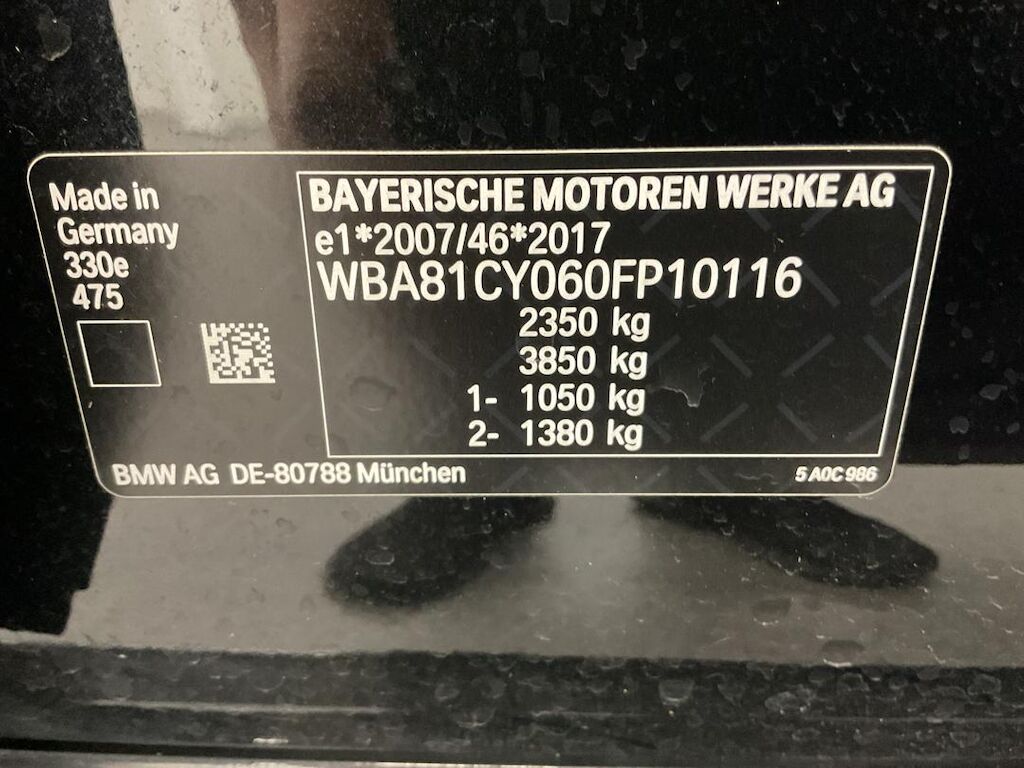 Made in
Germany
330e
475
BAYERISCHE MOTOREN WERKE AG
e1*2007/46*2017
WBA81CY060FP10116
2350 kg
3850 kg
1- 1050 kg
2- 1380 kg
BMW AG DE-80788 München
5 A0C 986